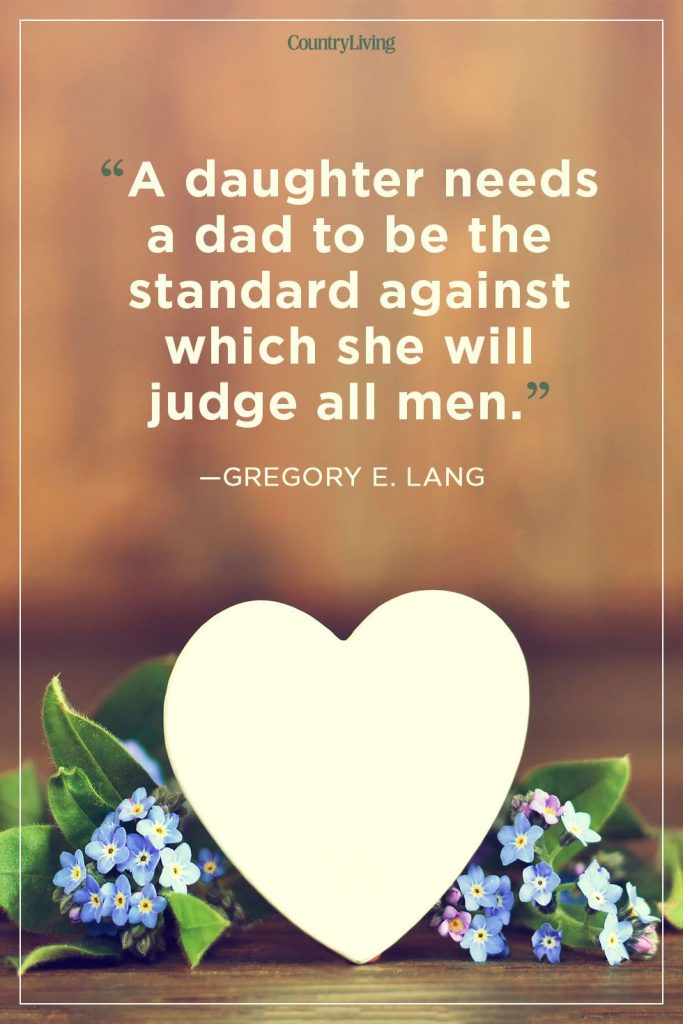 CountryLiving
“A daughter needs
a dad to be the
standard against
which she will
judge all men.”
—GREGORY E. LANG